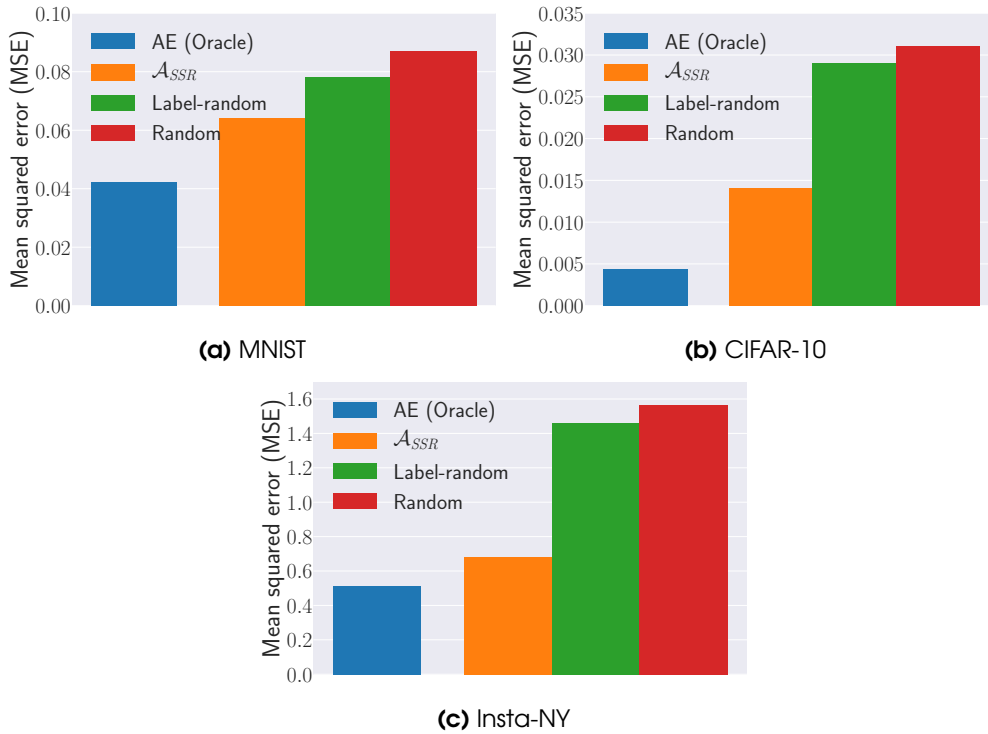 Mean squared error (MSE)
0.10
0.08
0.06
0.04
0.02
0.00
AE (Oracle)
𝒜SSR
Label-random
Random
(a) MNIST
Mean squared error (MSE)
0.035
0.030
0.025
0.020
0.015
0.010
0.005
0.000
AE (Oracle)
𝒜SSR
Label-random
Random
(b) CIFAR-10
Mean squared error (MSE)
1.6
1.4
1.2
1.0
0.8
0.6
0.4
0.2
0.0
AE (Oracle)
𝒜SSR
Label-random
Random
(c) Insta-NY